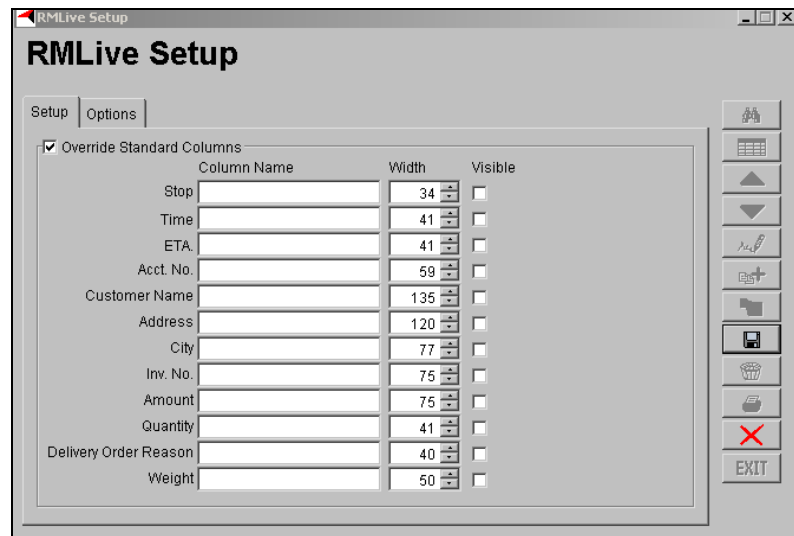 RMLive Setup
RMLive Setup
Setup Options
Override Standard Columns
Column Name Width Visible
Stop 34
Time 41
ETA. 41
Acct. No. 59
Customer Name 135
Address 120
City 77
Inv. No. 75
Amount 75
Quantity 41
Delivery Order Reason 40
Weight 50
EXIT